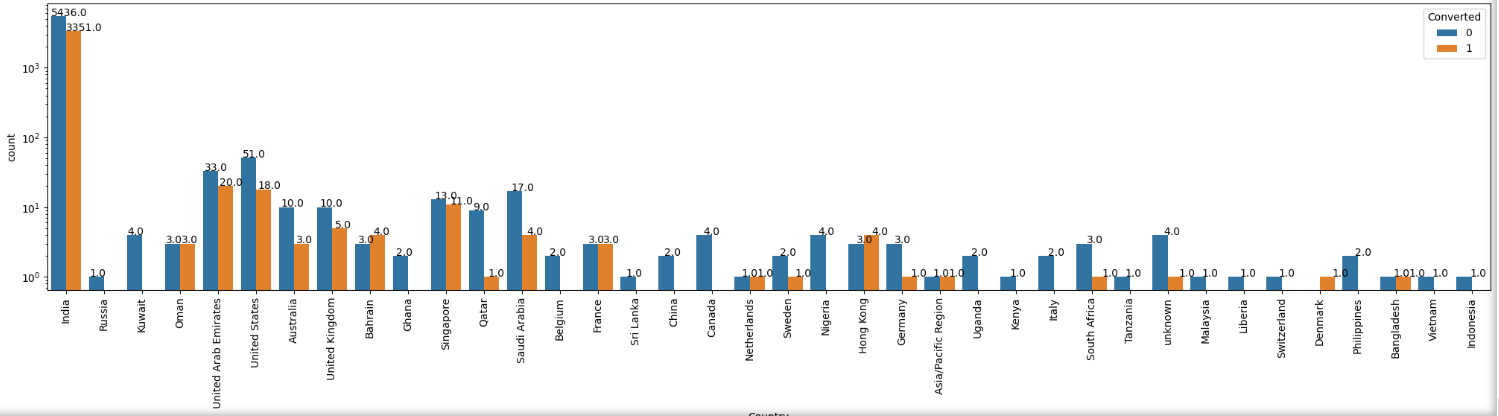 5436.0
3351.0
Converted
0
1
10³
10²
10¹
10⁰
count
1.0
4.0
3.0 3.0
33.0 20.0
51.0 18.0
10.0 3.0
10.0 5.0
3.0 4.0
2.0
13.0 11.0
9.0 1.0
17.0 4.0
2.0
3.0 3.0
1.0
2.0
4.0
1.0 1.0
2.0 1.0
4.0
3.0 4.0
3.0 1.0
1.0 1.0
2.0
1.0
2.0
3.0 1.0
1.0
4.0 1.0
1.0
1.0
1.0
1.0
2.0
1.0 1.0
1.0
1.0
India
Russia
Kuwait
Oman
United Arab Emirates
United States
Australia
United Kingdom
Bahrain
Ghana
Singapore
Qatar
Saudi Arabia
Belgium
France
Sri Lanka
China
Canada
Netherlands
Sweden
Nigeria
Hong Kong
Germany
Asia/Pacific Region
Uganda
Kenya
Italy
South Africa
Tanzania
unknown
Malaysia
Liberia
Switzerland
Denmark
Philippines
Bangladesh
Vietnam
Indonesia
Country